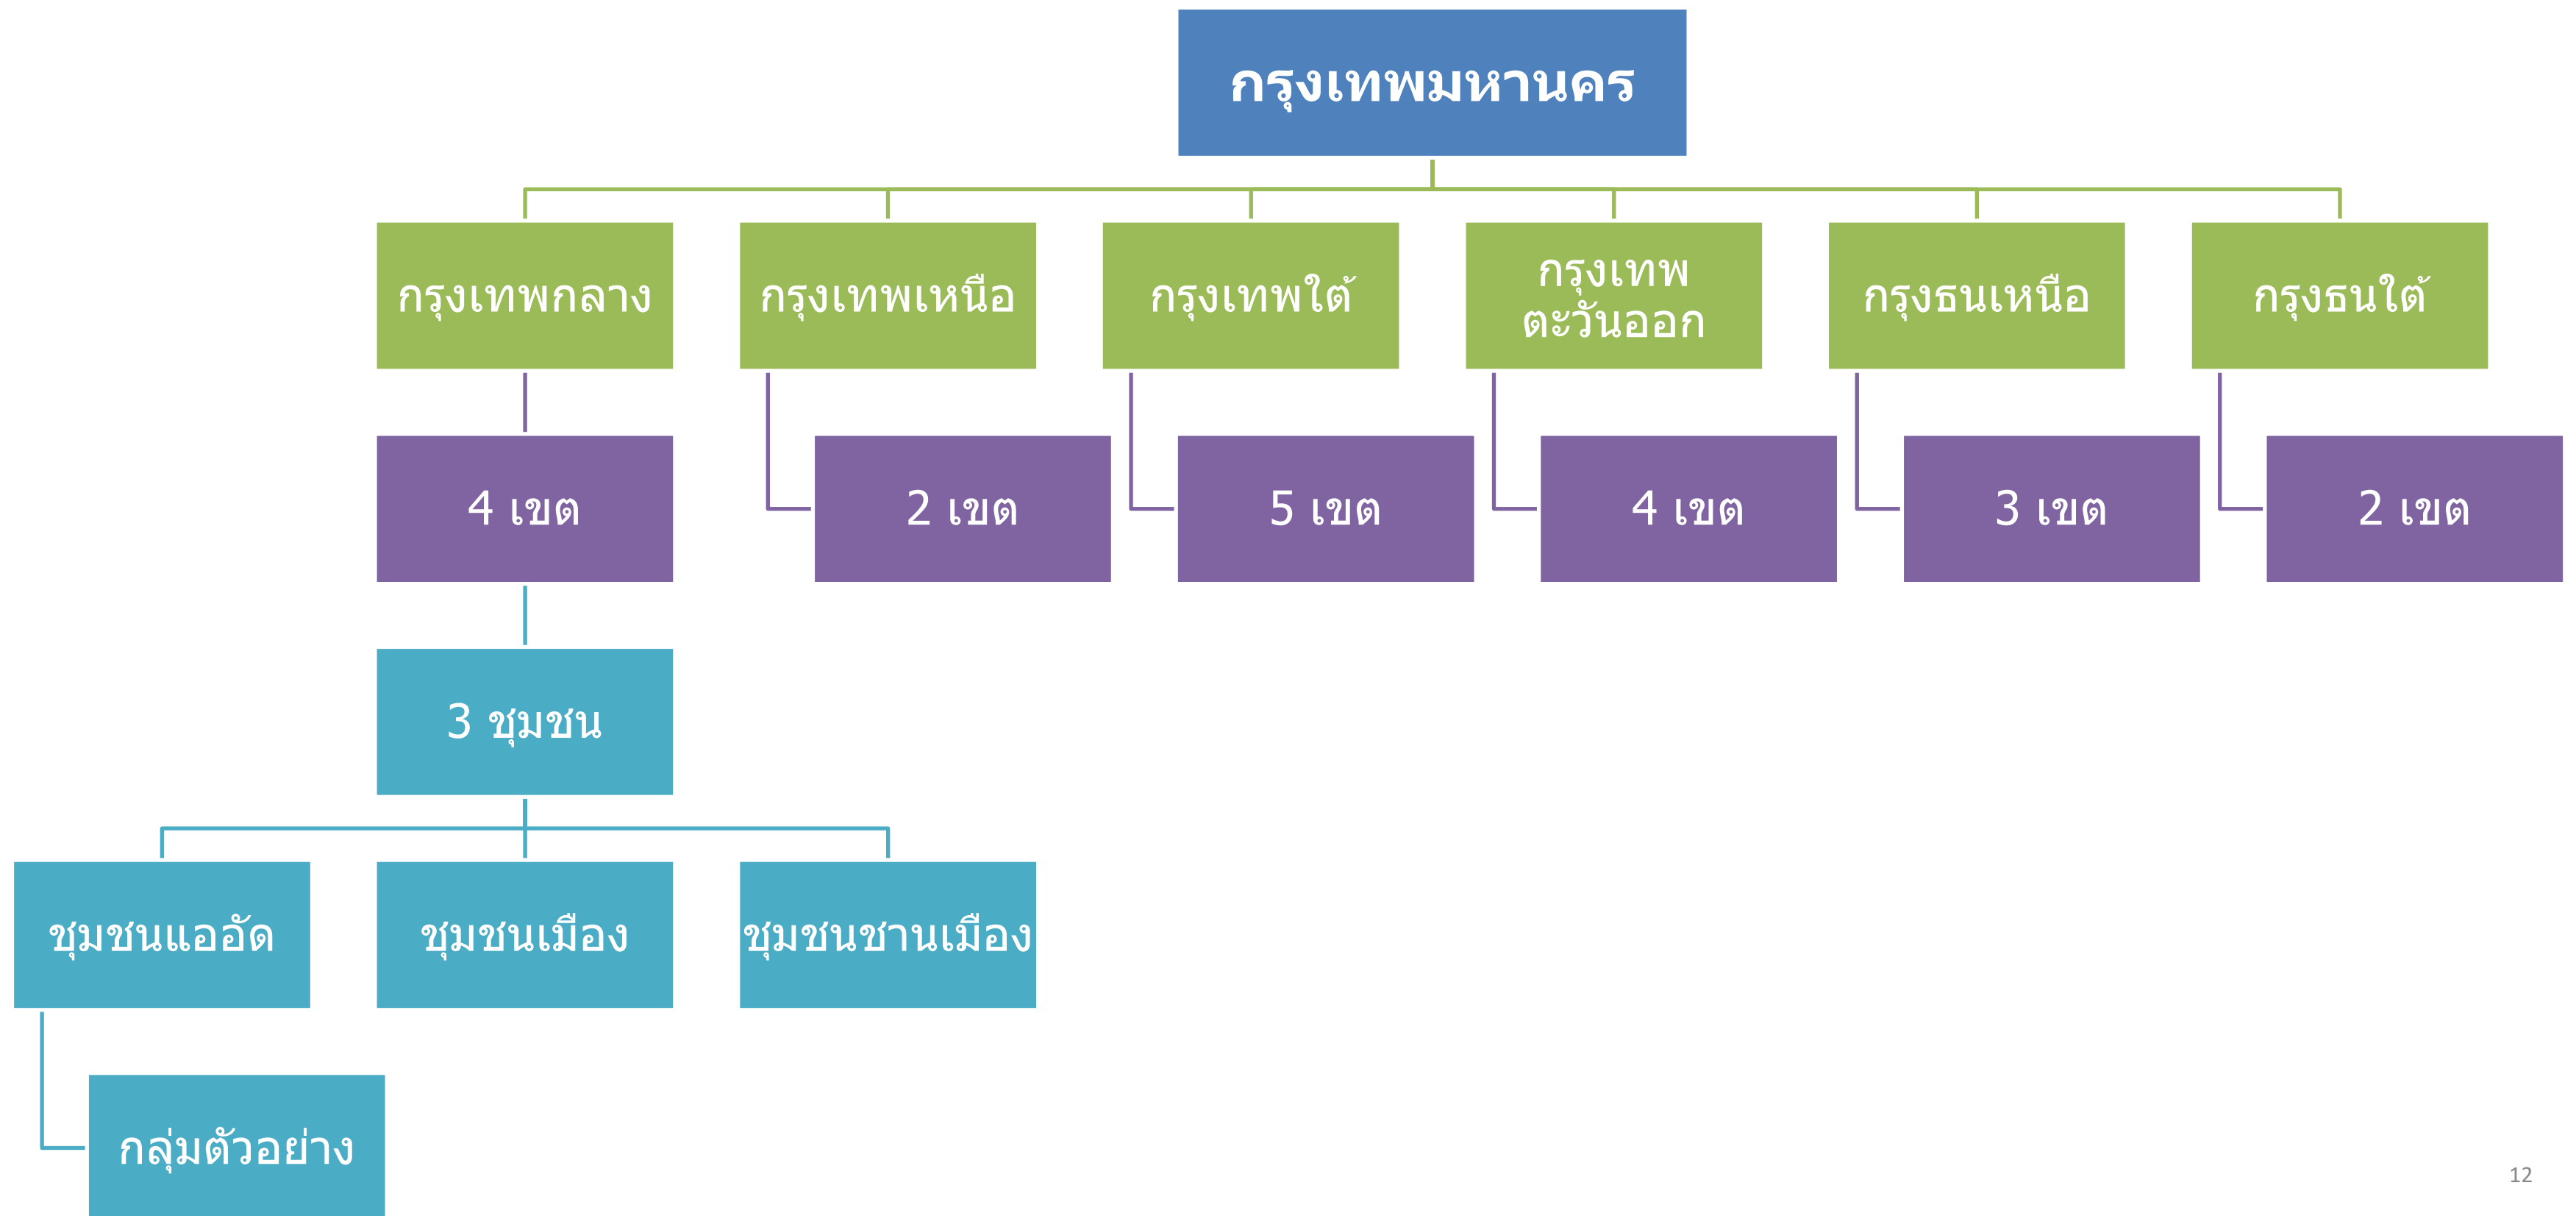 กรุงเทพมหานคร
กรุงเทพกลาง
กรุงเทพเหนือ
กรุงเทพใต้
กรุงเทพ
ตะวันออก
กรุงธนเหนือ
กรุงธนใต้
4 เขต
2 เขต
5 เขต
4 เขต
3 เขต
2 เขต
3 ชุมชน
ชุมชนแออัด
ชุมชนเมือง
ชุมชนชานเมือง
กลุ่มตัวอย่าง
12